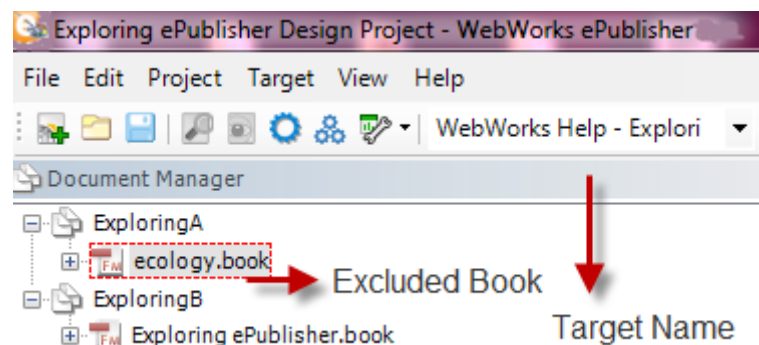 Exploring ePublisher Design Project - WebWorks ePublisher
File Edit Project Target View Help
WebWorks Help - Explori
Document Manager
ExploringA
ecology.book
Excluded Book
ExploringB
Exploring ePublisher.book
Target Name